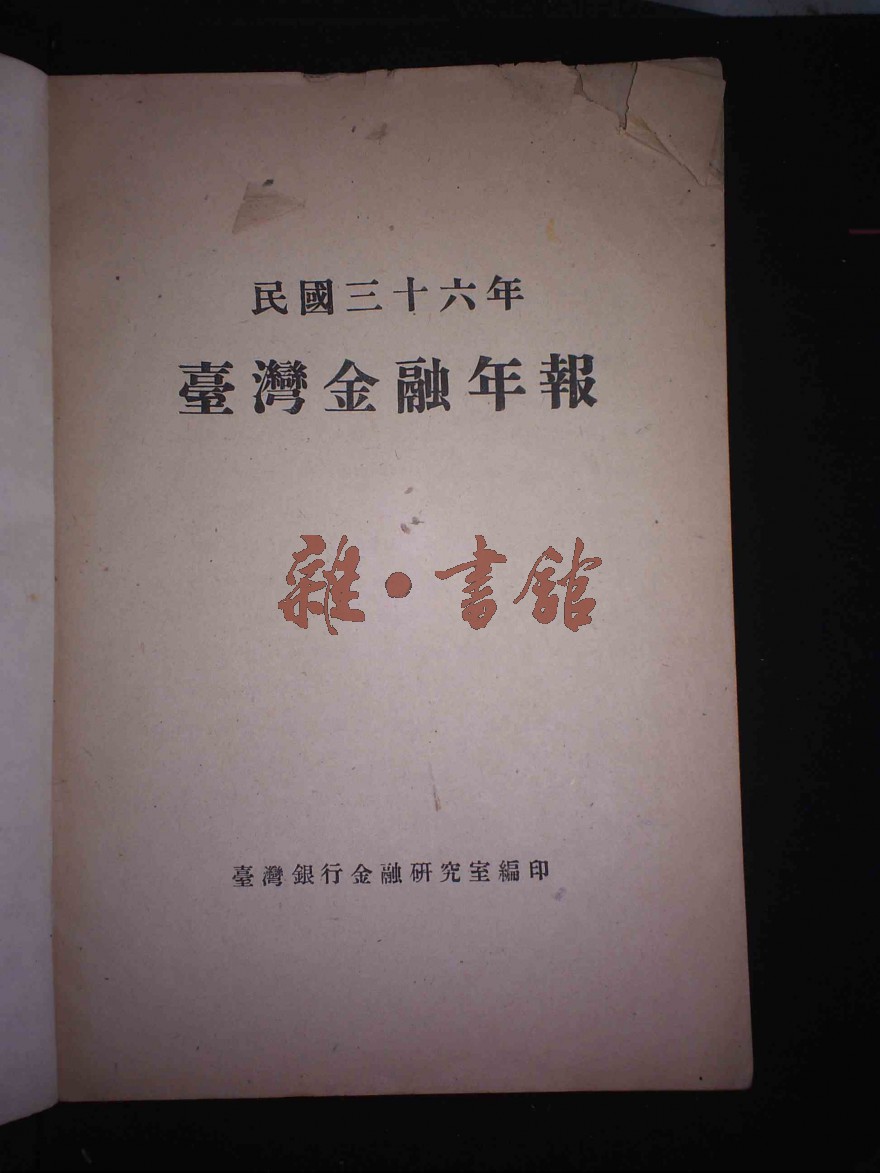 民國三十六年
臺灣金融年報
雜·書館
臺灣銀行金融研究室編印